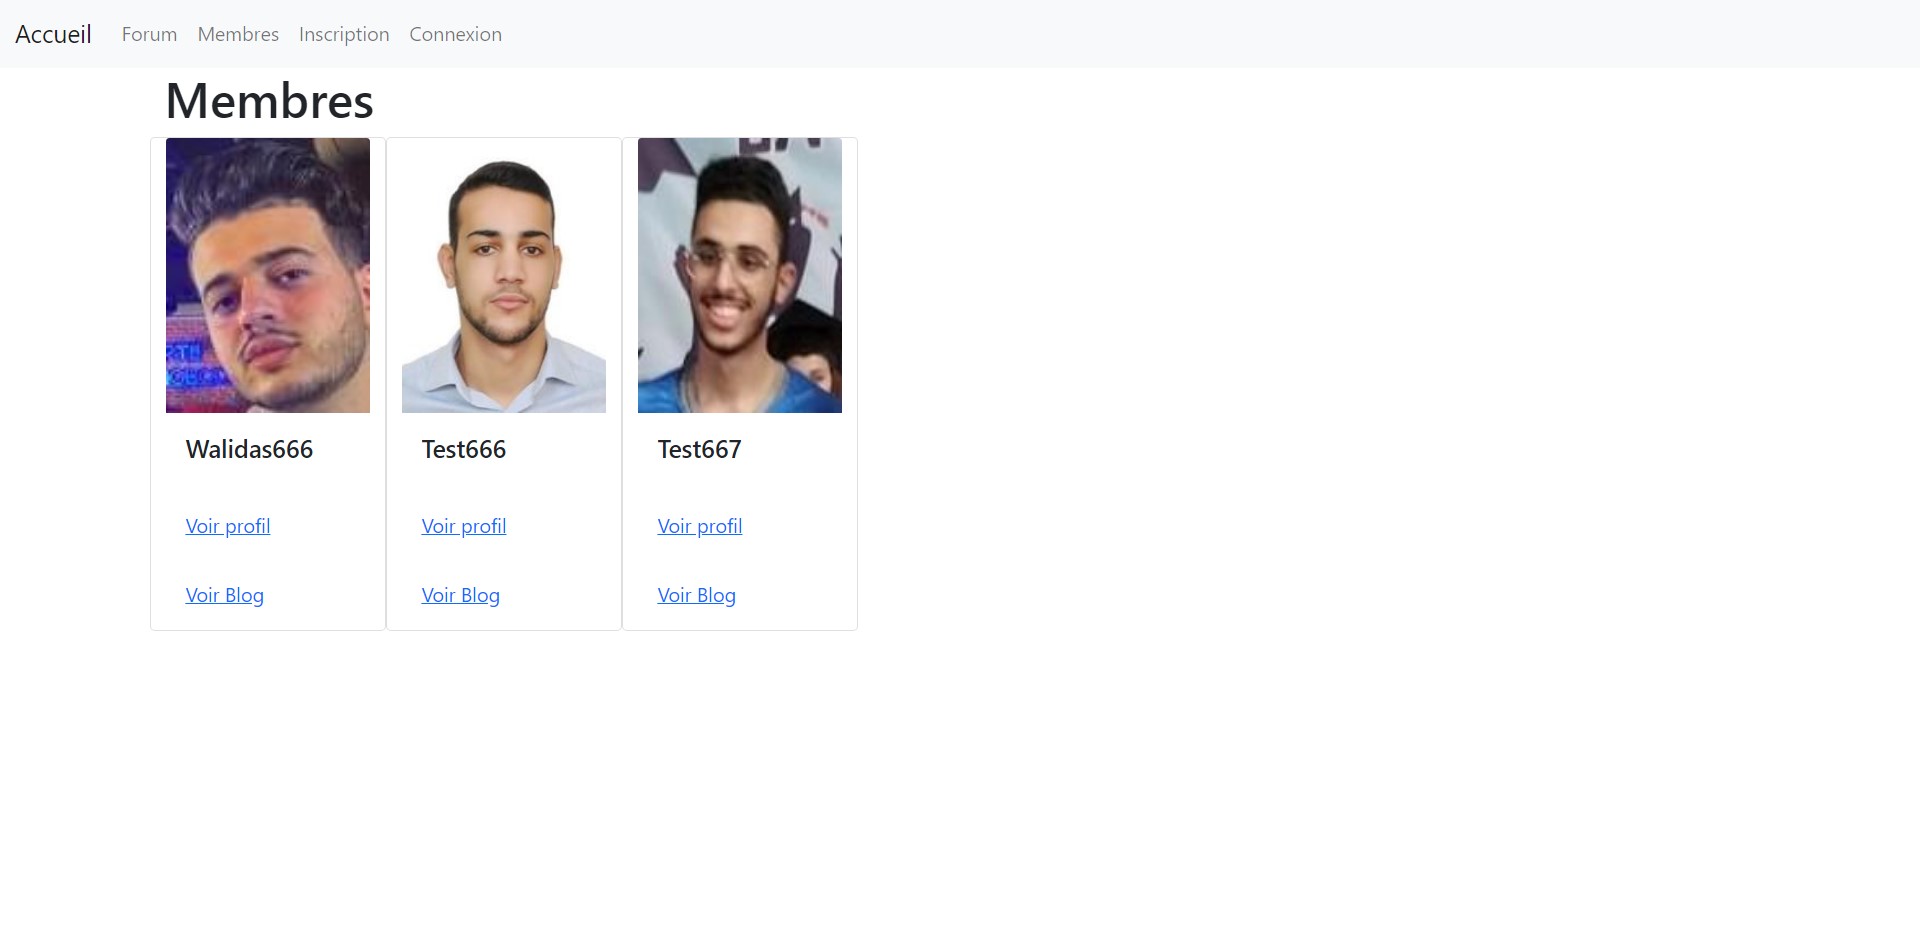 Accueil Forum Membres Inscription Connexion
Membres
Walidas666 Test666 Test667
Voir profil Voir profil Voir profil
Voir Blog Voir Blog Voir Blog